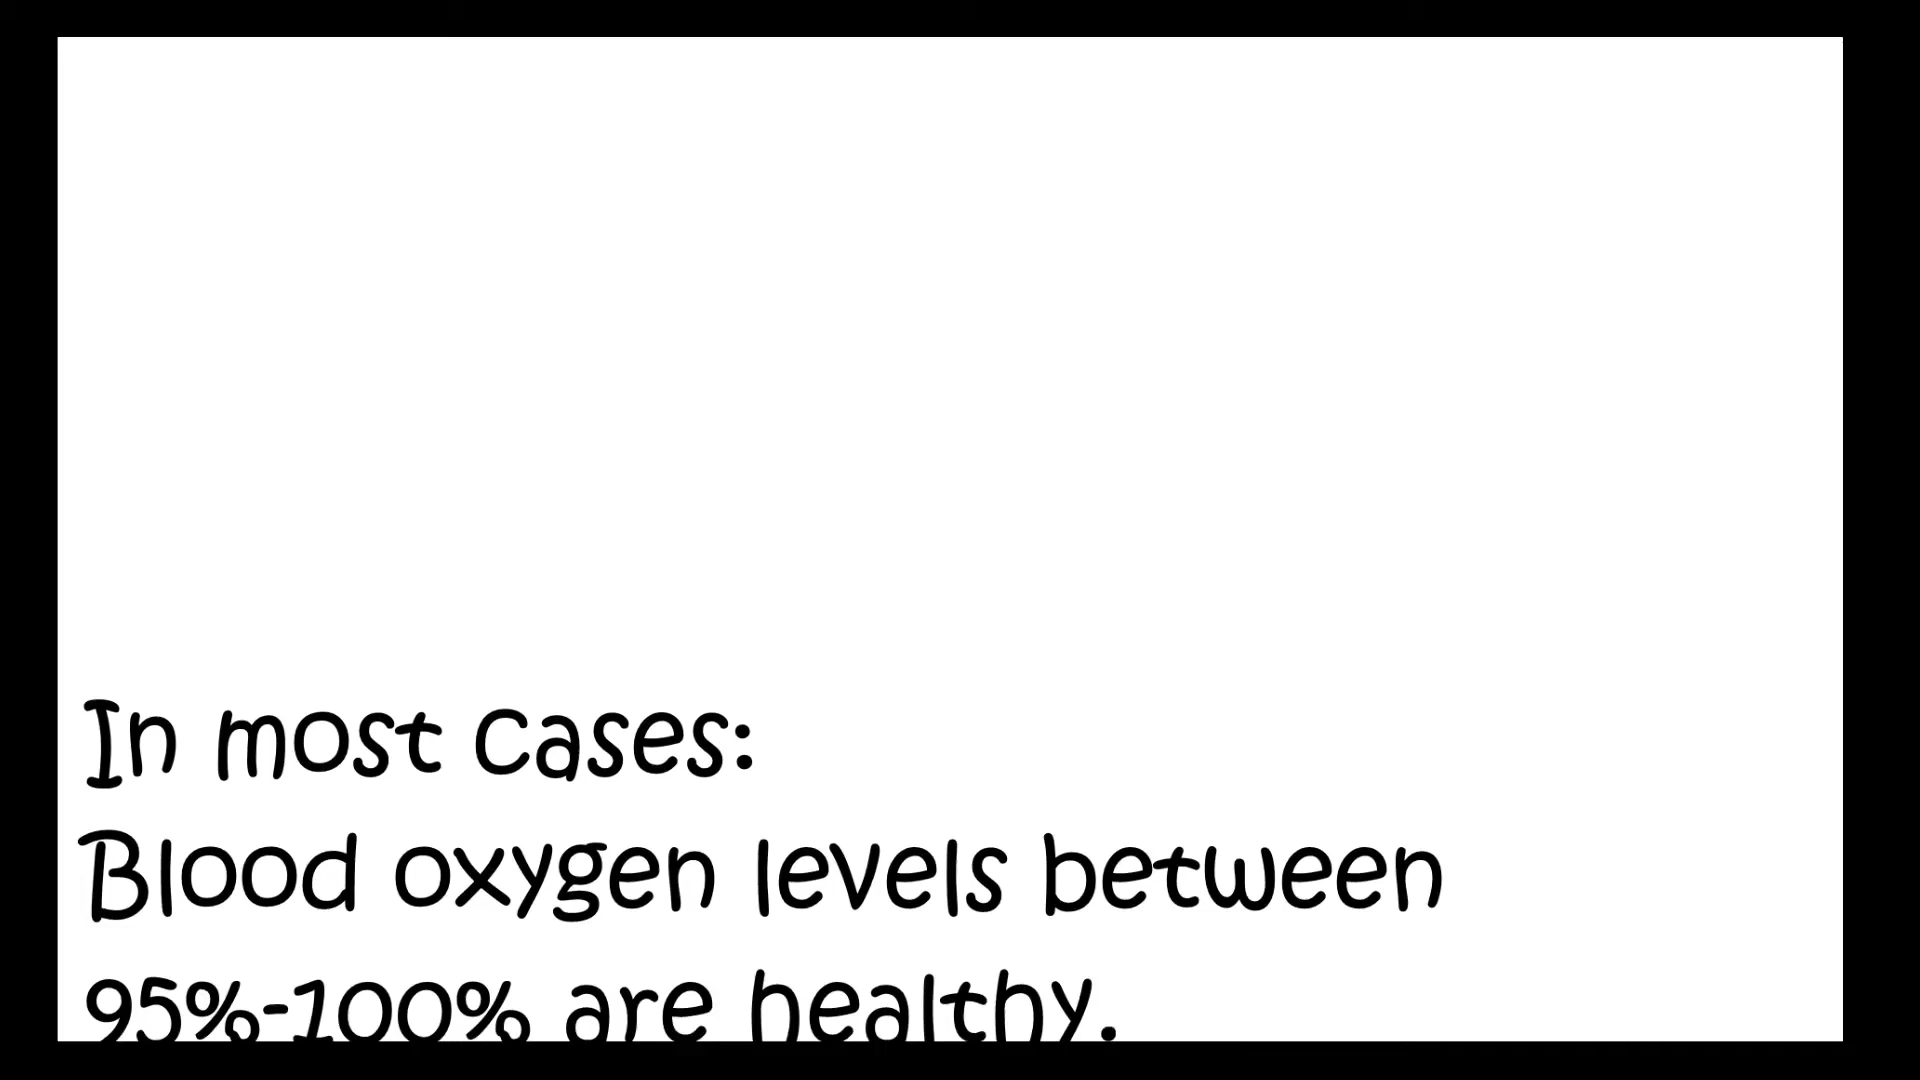 In most cases:
Blood oxygen levels between
95%-100% are healthy.